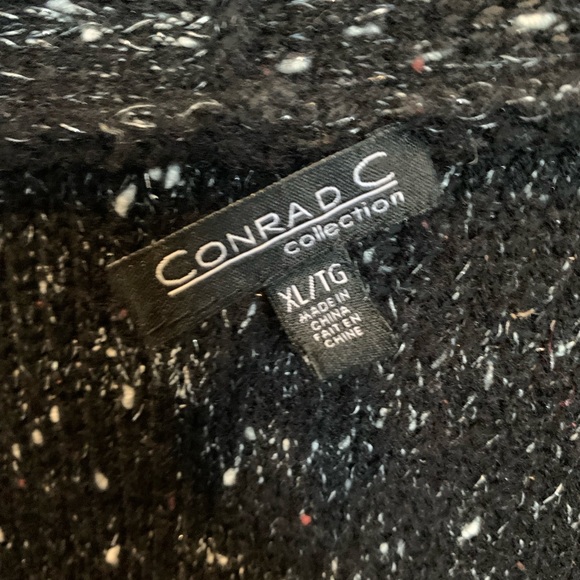 CONRAD C
collection
XL/TG
MADE IN
CHINA
FAIT EN
CHINE